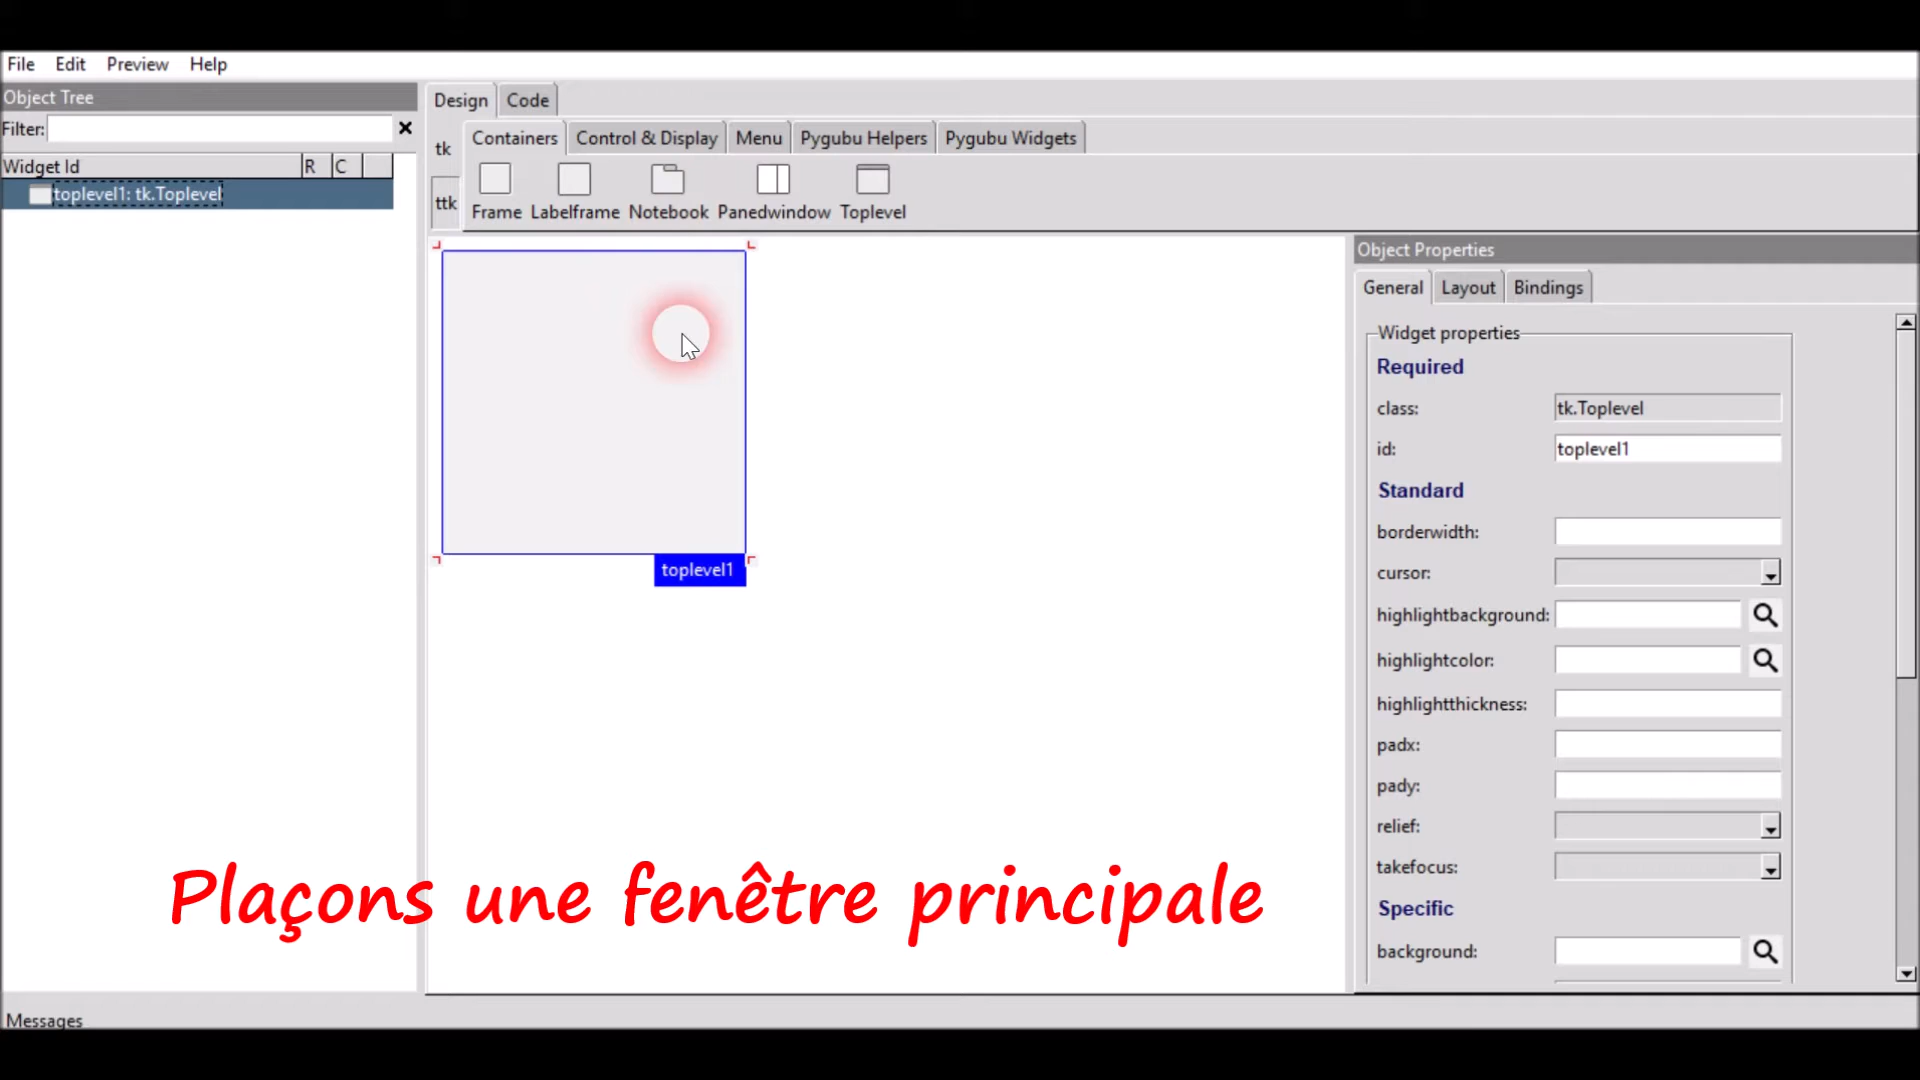 File Edit Preview Help
Object Tree
Filter:
Widget Id R C
toplevel1: tk.Toplevel
Design Code
tk
ttk
Containers Control & Display Menu Pygubu Helpers Pygubu Widgets
Frame Labelframe Notebook Panedwindow Toplevel
toplevel1
Object Properties
General Layout Bindings
Widget properties
Required
class: tk.Toplevel
id: toplevel1
Standard
borderwidth:
cursor:
highlightbackground:
highlightcolor:
highlightthickness:
padx:
pady:
relief:
takefocus:
Specific
background:
Plaçons une fenêtre principale
Messages